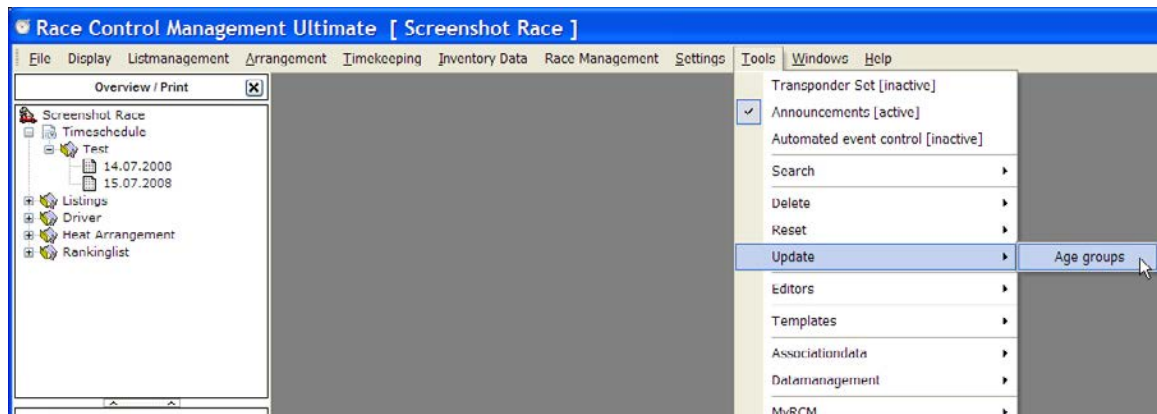 Race Control Management Ultimate [ Screenshot Race ]
File Display Listmanagement Arrangement Timekeeping Inventory Data Race Management Settings Tools Windows Help
Overview / Print
Screenshot Race
Timeschedule
Test
14.07.2008
15.07.2008
Listings
Driver
Heat Arrangement
Rankinglist
Transponder Set [inactive]
Announcements [active]
Automated event control [inactive]
Search
Delete
Reset
Update
Age groups
Editors
Templates
Associationdata
Datamanagement
MyRCM